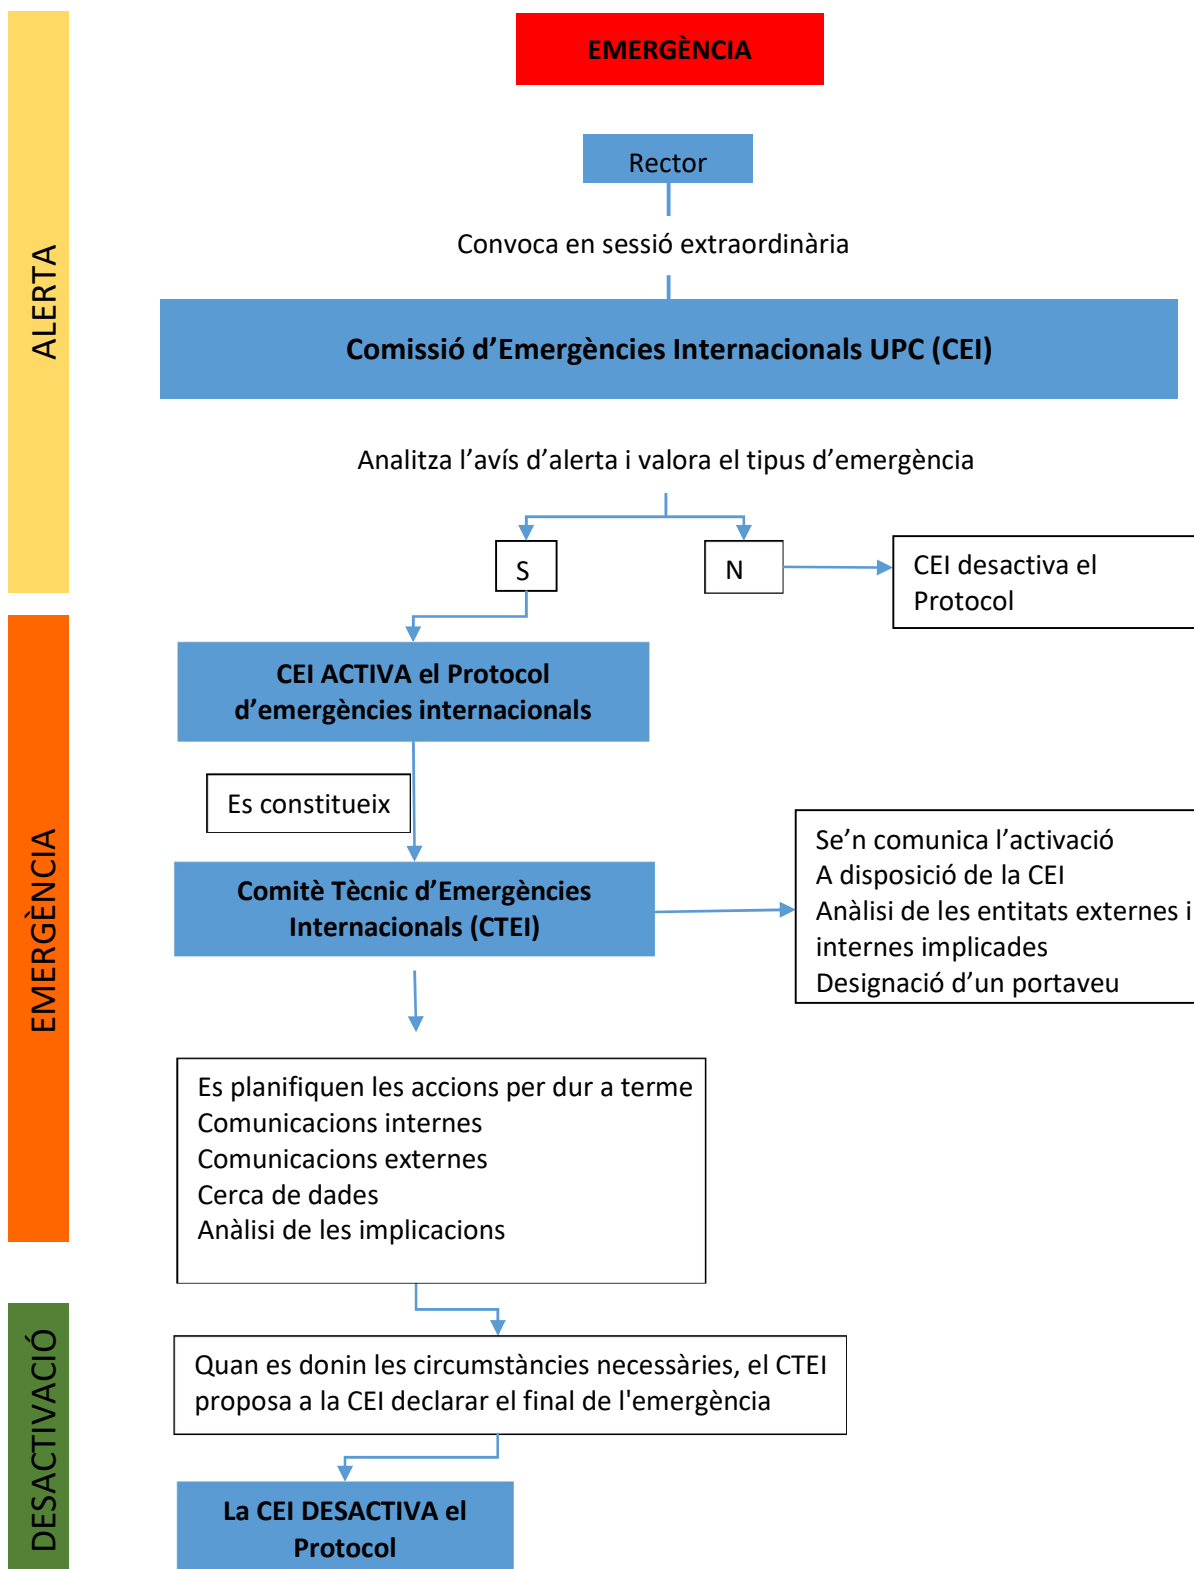 EMERGÈNCIA
Rector
Convoca en sessió extraordinària
ALERTA
Comissió d’Emergències Internacionals UPC (CEI)
Analitza l’avís d’alerta i valora el tipus d’emergència
S
N
CEI desactiva el
Protocol
CEI ACTIVA el Protocol
d’emergències internacionals
Es constitueix
EMERGÈNCIA
Comitè Tècnic d’Emergències
Internacionals (CTEI)
Se’n comunica l’activació
A disposició de la CEI
Anàlisi de les entitats externes i
internes implicades
Designació d’un portaveu
Es planifiquen les accions per dur a terme
Comunicacions internes
Comunicacions externes
Cerca de dades
Anàlisi de les implicacions
DESACTIVACIÓ
Quan es donin les circumstàncies necessàries, el CTEI
proposa a la CEI declarar el final de l'emergència
La CEI DESACTIVA el
Protocol